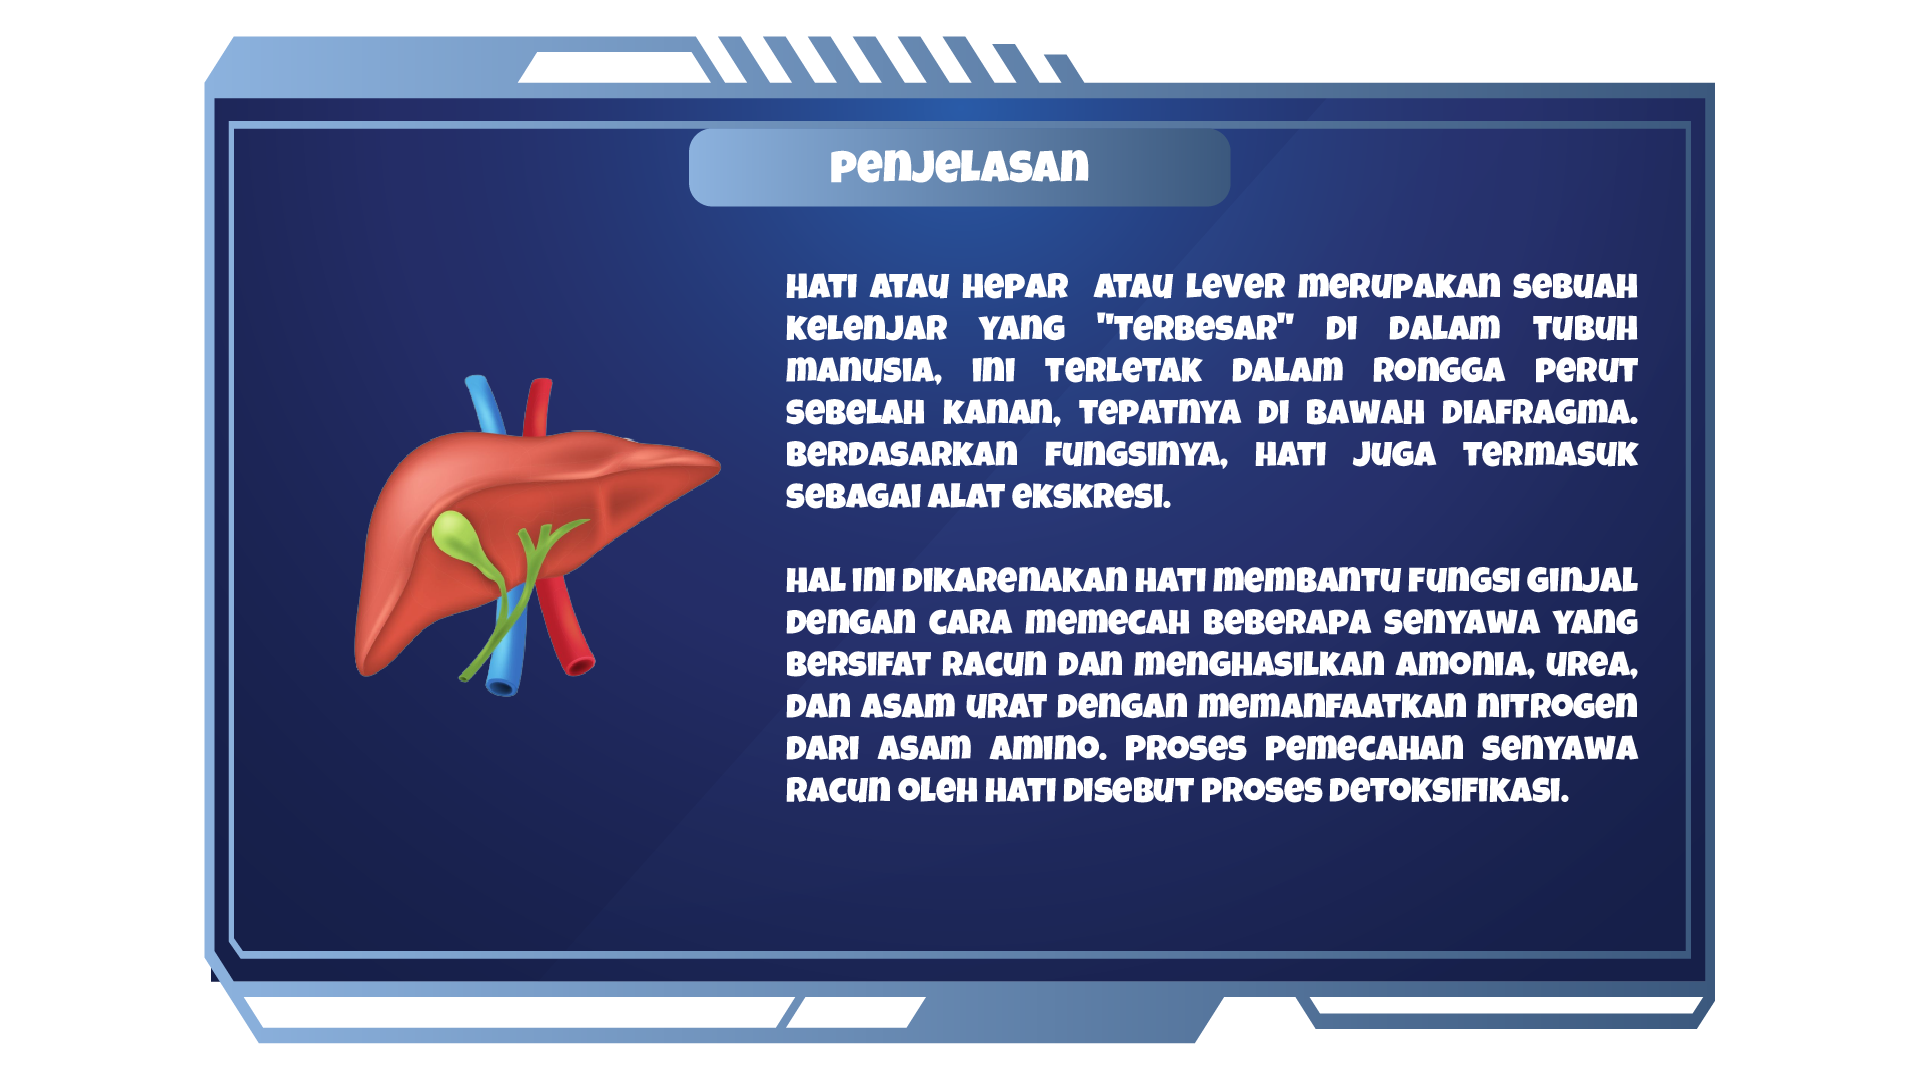 PENJELASAN
HATI ATAU HEPAR  ATAU LEVER MERUPAKAN SEBUAH
KELENJAR YANG "TERBESAR" DI DALAM TUBUH
MANUSIA, INI TERLETAK DALAM RONGGA PERUT
SEBELAH KANAN, TEPATNYA DI BAWAH DIAFRAGMA.
BERDASARKAN FUNGSINYA, HATI JUGA TERMASUK
SEBAGAI ALAT EKSKRESI.
HAL INI DIKARENAKAN HATI MEMBANTU FUNGSI GINJAL
DENGAN CARA MEMECAH BEBERAPA SENYAWA YANG
BERSIFAT RACUN DAN MENGHASILKAN AMONIA, UREA,
DAN ASAM URAT DENGAN MEMANFAATKAN NITROGEN
DARI ASAM AMINO. PROSES PEMECAHAN SENYAWA
RACUN OLEH HATI DISEBUT PROSES DETOKSIFIKASI.